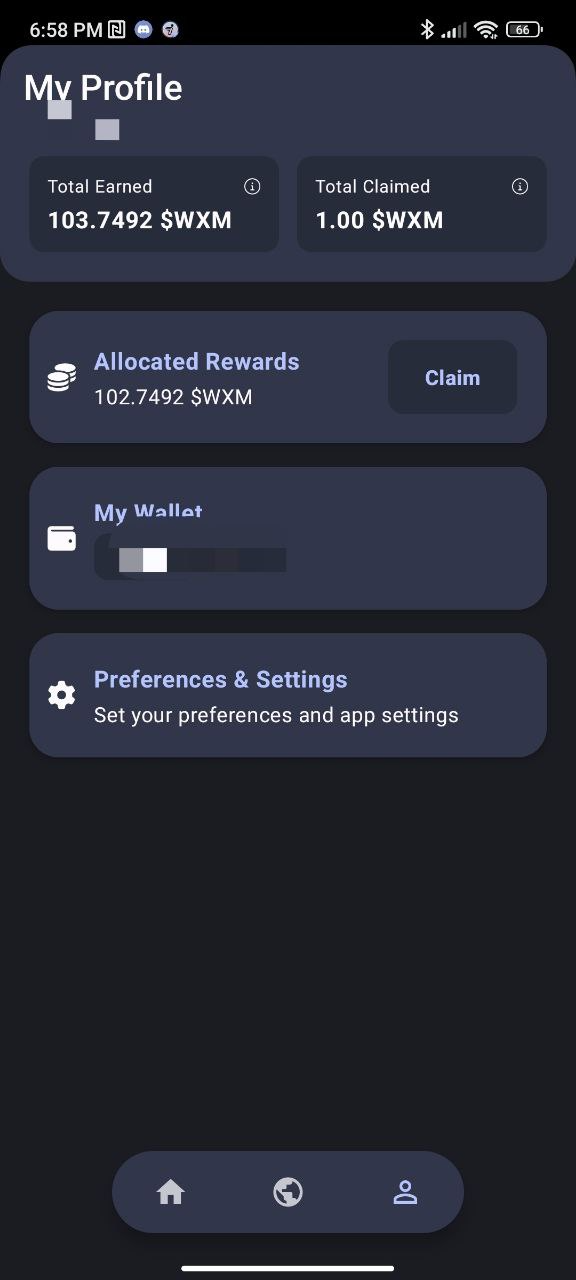 6:58 PM
66
My Profile
Total Earned
103.7492 $WXM
Total Claimed
1.00 $WXM
Allocated Rewards
102.7492 $WXM
Claim
My Wallet
Preferences & Settings
Set your preferences and app settings